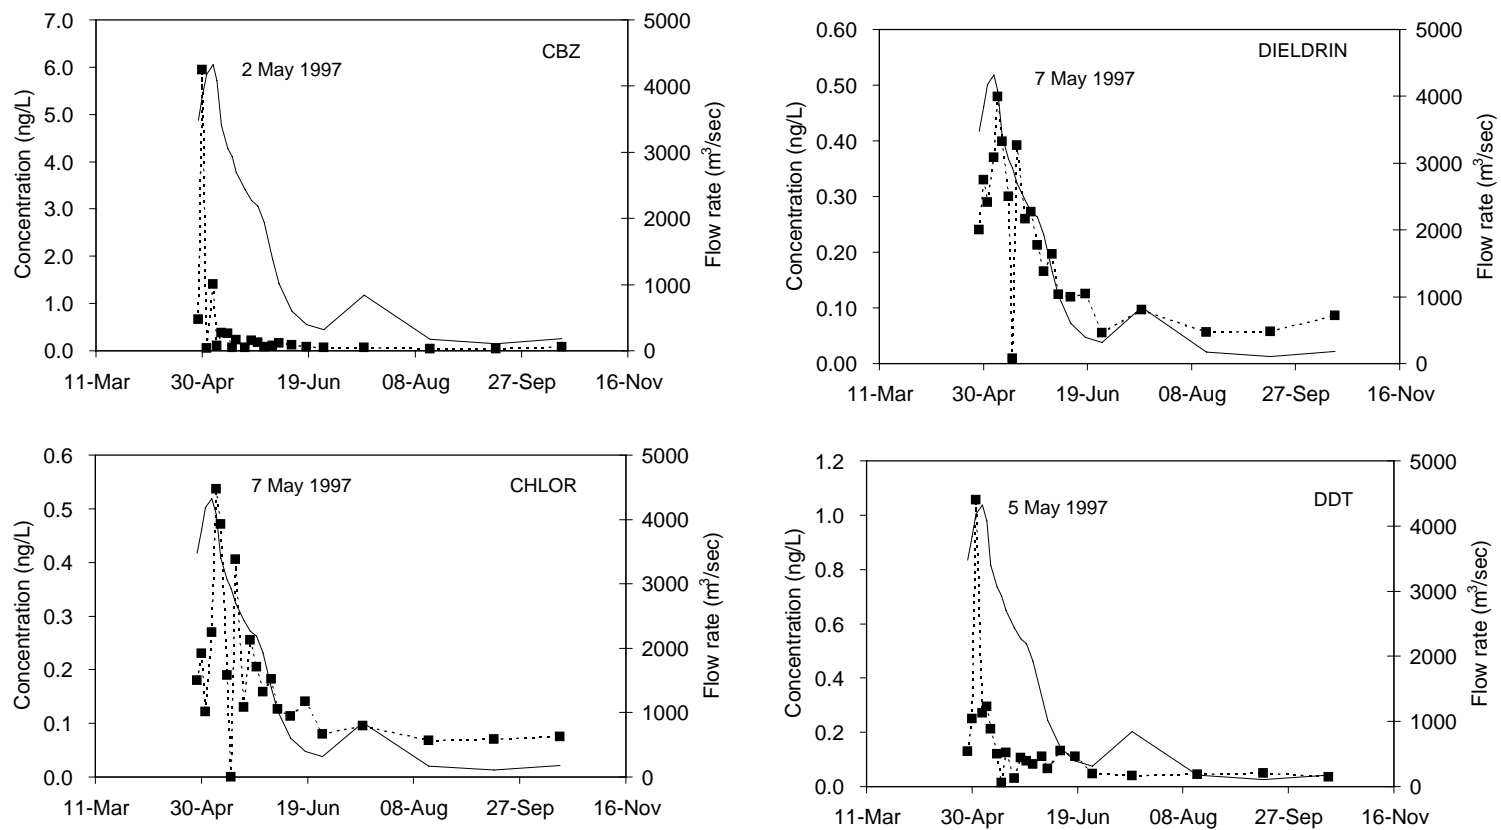 7.0
6.0
5.0
4.0
3.0
2.0
1.0
0.0
Concentration (ng/L)
CBZ
2 May 1997
5000
4000
3000
2000
1000
0
Flow rate (m³/sec)
11-Mar 30-Apr 19-Jun 08-Aug 27-Sep 16-Nov
0.60
0.50
0.40
0.30
0.20
0.10
0.00
Concentration (ng/L)
DIELDRIN
7 May 1997
5000
4000
3000
2000
1000
0
Flow rate (m³/sec)
11-Mar 30-Apr 19-Jun 08-Aug 27-Sep 16-Nov
0.6
0.5
0.4
0.3
0.2
0.1
0.0
Concentration (ng/L)
7 May 1997
CHLOR
5000
4000
3000
2000
1000
0
Flow rate (m³/sec)
11-Mar 30-Apr 19-Jun 08-Aug 27-Sep 16-Nov
1.2
1.0
0.8
0.6
0.4
0.2
0.0
Concentration (ng/L)
DDT
5 May 1997
5000
4000
3000
2000
1000
0
Flow rate (m³/sec)
11-Mar 30-Apr 19-Jun 08-Aug 27-Sep 16-Nov